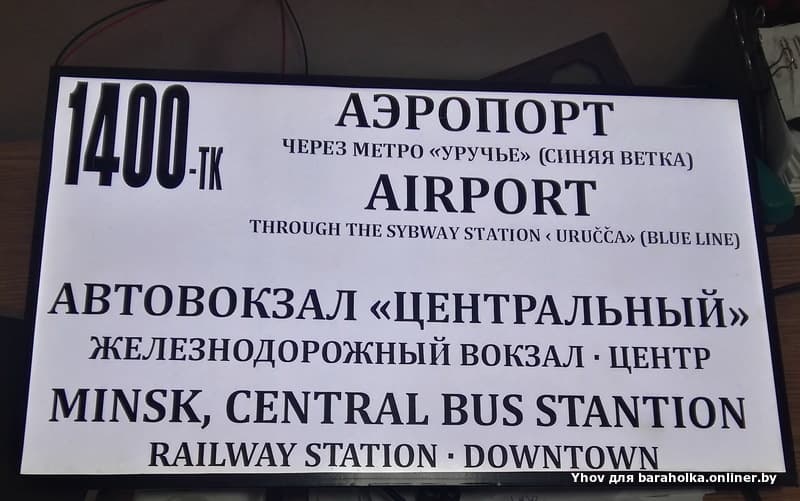 1400-ТК
АЭРОПОРТ
ЧЕРЕЗ МЕТРО «УРУЧЬЕ» (СИНЯЯ ВЕТКА)
AIRPORT
THROUGH THE SYBWAY STATION ‹ URUČČA» (BLUE LINE)
АВТОВОКЗАЛ «ЦЕНТРАЛЬНЫЙ»
ЖЕЛЕЗНОДОРОЖНЫЙ ВОКЗАЛ · ЦЕНТР
MINSK, CENTRAL BUS STANTION
RAILWAY STATION · DOWNTOWN
Yhov для baraholka.onliner.by